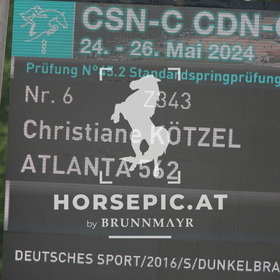 CSN-C CDN-
24. - 26. Mai 2024
Prüfung N° 5.2 Standardspringprüfung
Nr. 6 Z343
Christiane KÖTZEL
ATLANTA 562
HORSEPIC.AT
by BRUNNMAYR
DEUTSCHES SPORT/2016/S/DUNKELBRA